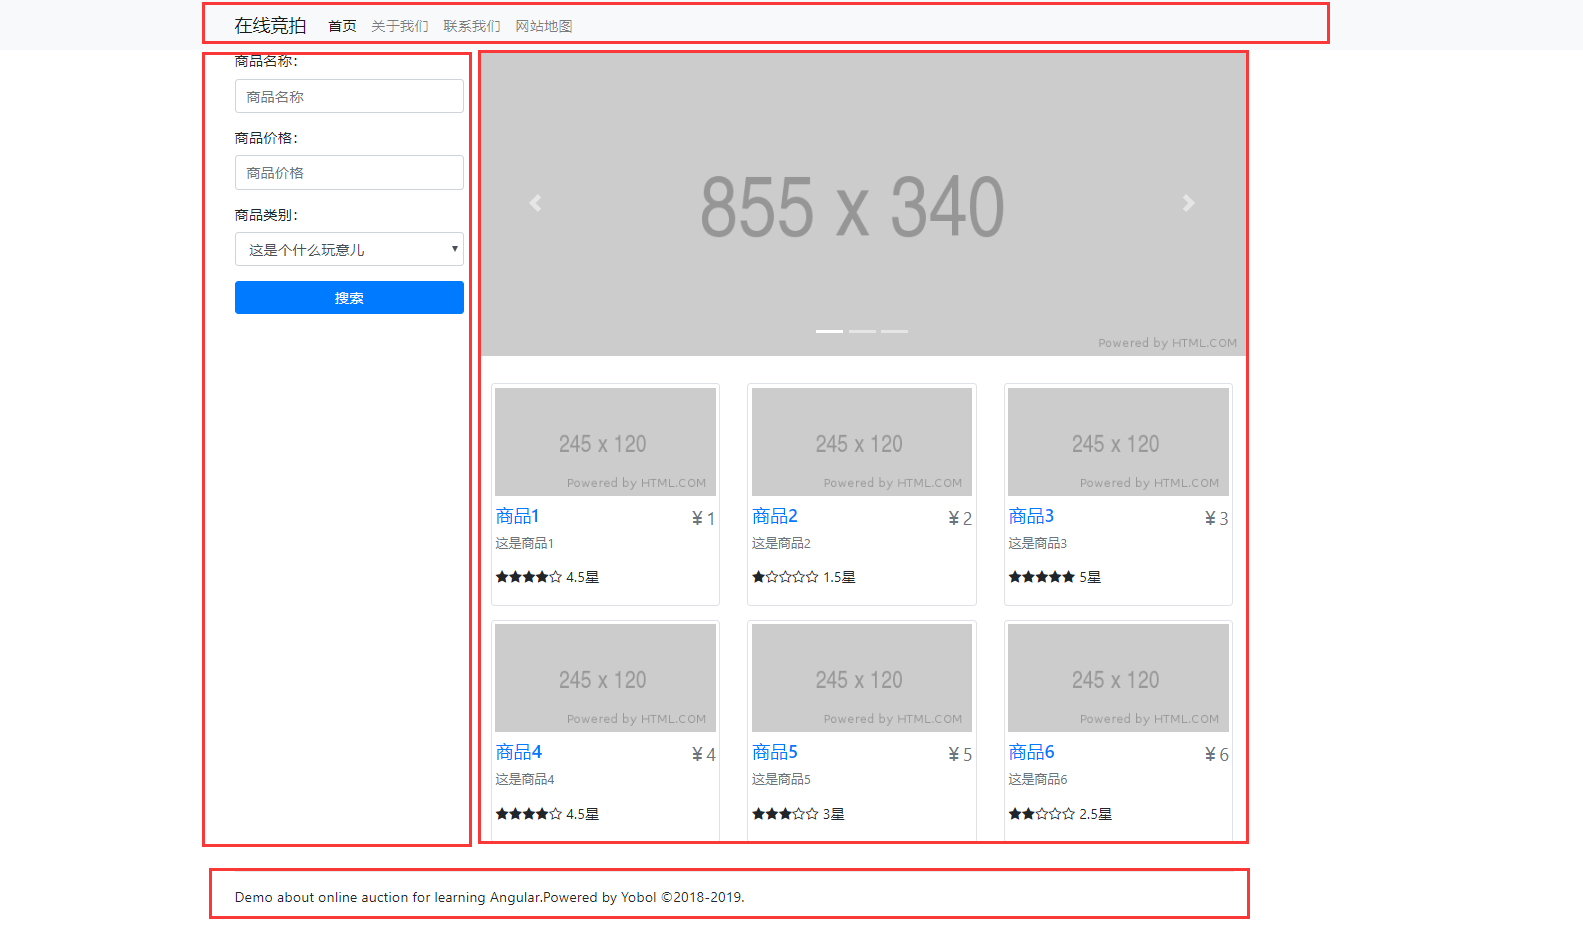 在线竞拍 首页 关于我们 联系我们 网站地图
商品名称:
商品名称
商品价格:
商品价格
商品类别:
这是个什么玩意儿
搜索
855 x 340
Powered by HTML.COM
245 x 120
Powered by HTML.COM
商品1 ¥ 1
这是商品1
4.5星
245 x 120
Powered by HTML.COM
商品2 ¥ 2
这是商品2
1.5星
245 x 120
Powered by HTML.COM
商品3 ¥ 3
这是商品3
5星
245 x 120
Powered by HTML.COM
商品4 ¥ 4
这是商品4
4.5星
245 x 120
Powered by HTML.COM
商品5 ¥ 5
这是商品5
3星
245 x 120
Powered by HTML.COM
商品6 ¥ 6
这是商品6
2.5星
Demo about online auction for learning Angular.Powered by Yobol ©2018-2019.